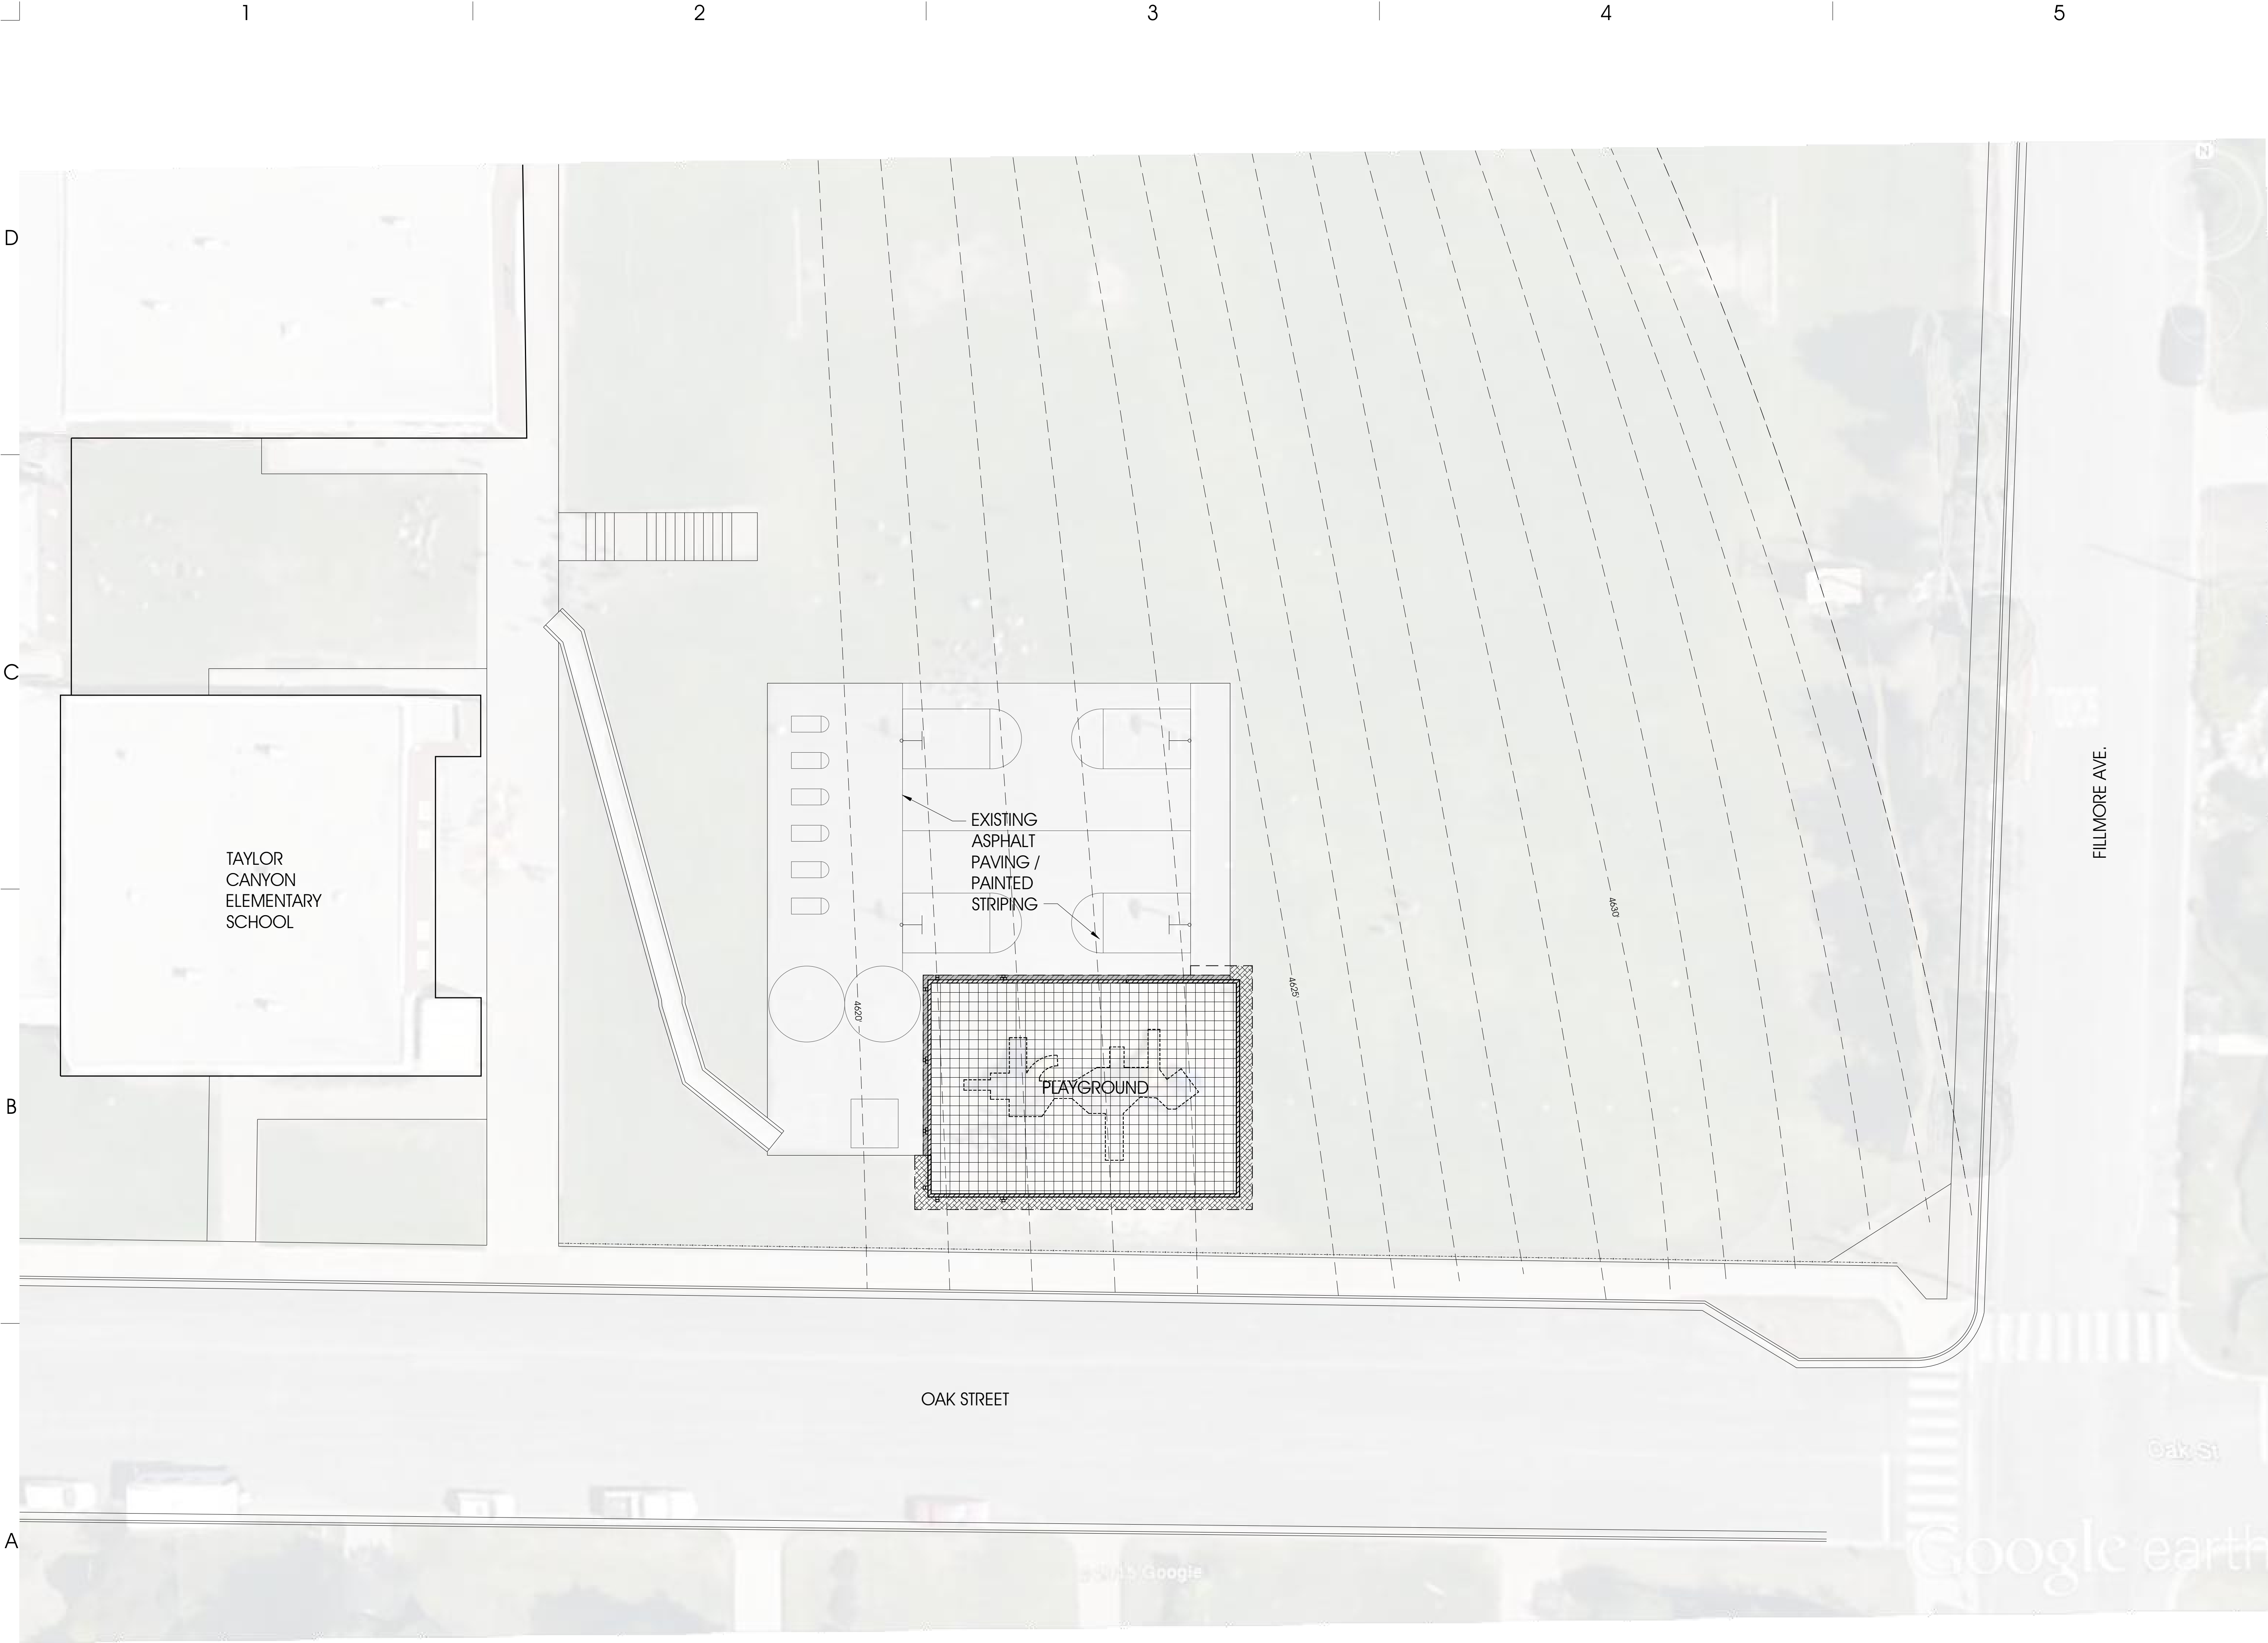 1 2 3 4 5
D
N
C
FILLMORE AVE.
EXISTING
ASPHALT
PAVING /
PAINTED
STRIPING
TAYLOR
CANYON
ELEMENTARY
SCHOOL
4630'
4625'
4620'
B
PLAYGROUND
OAK STREET
Oak St
A
Google earth